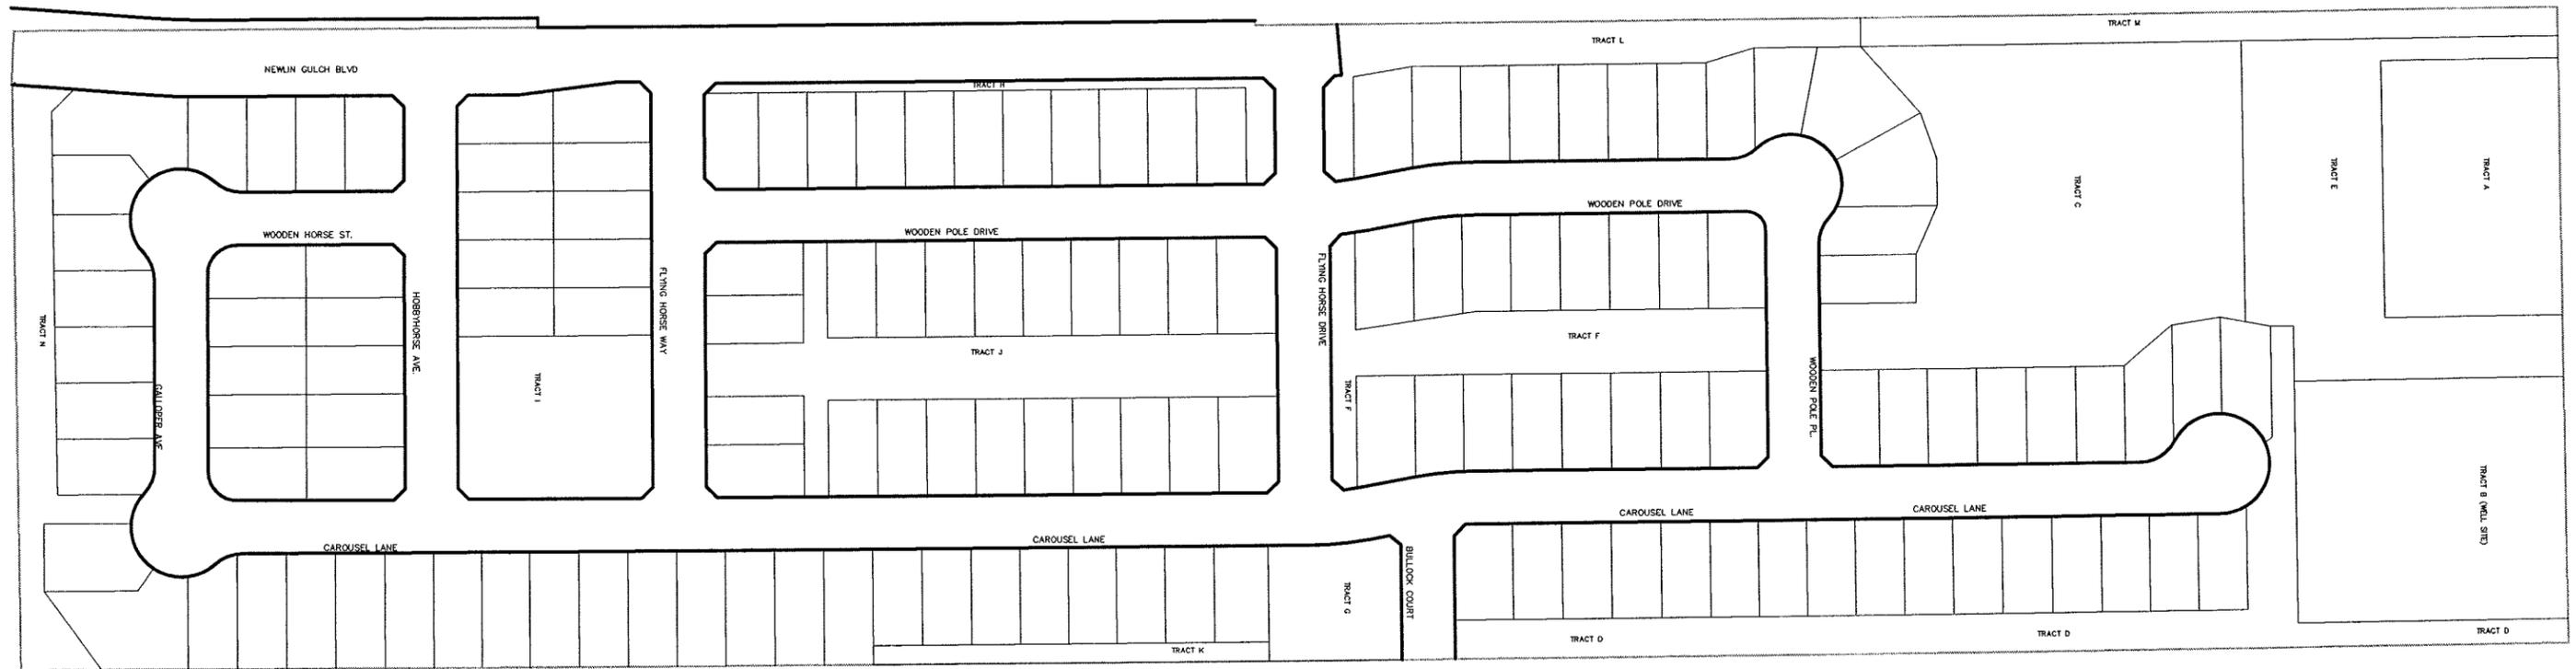 TRACT M
TRACT L
NEWLIN GULCH BLVD
TRACT H
TRACT C
TRACT E
TRACT A
WOODEN POLE DRIVE
WOODEN HORSE ST.
WOODEN POLE DRIVE
TRACT N
GALLOPER AVE
HOBBYHORSE AVE.
TRACT I
FLYING HORSE WAY
TRACT J
FLYING HORSE DRIVE
TRACT F
TRACT F
WOODEN POLE PL.
TRACT B (WELL SITE)
CAROUSEL LANE
CAROUSEL LANE
CAROUSEL LANE
CAROUSEL LANE
TRACT G
BULLOCK COURT
TRACT K
TRACT D
TRACT D
TRACT D